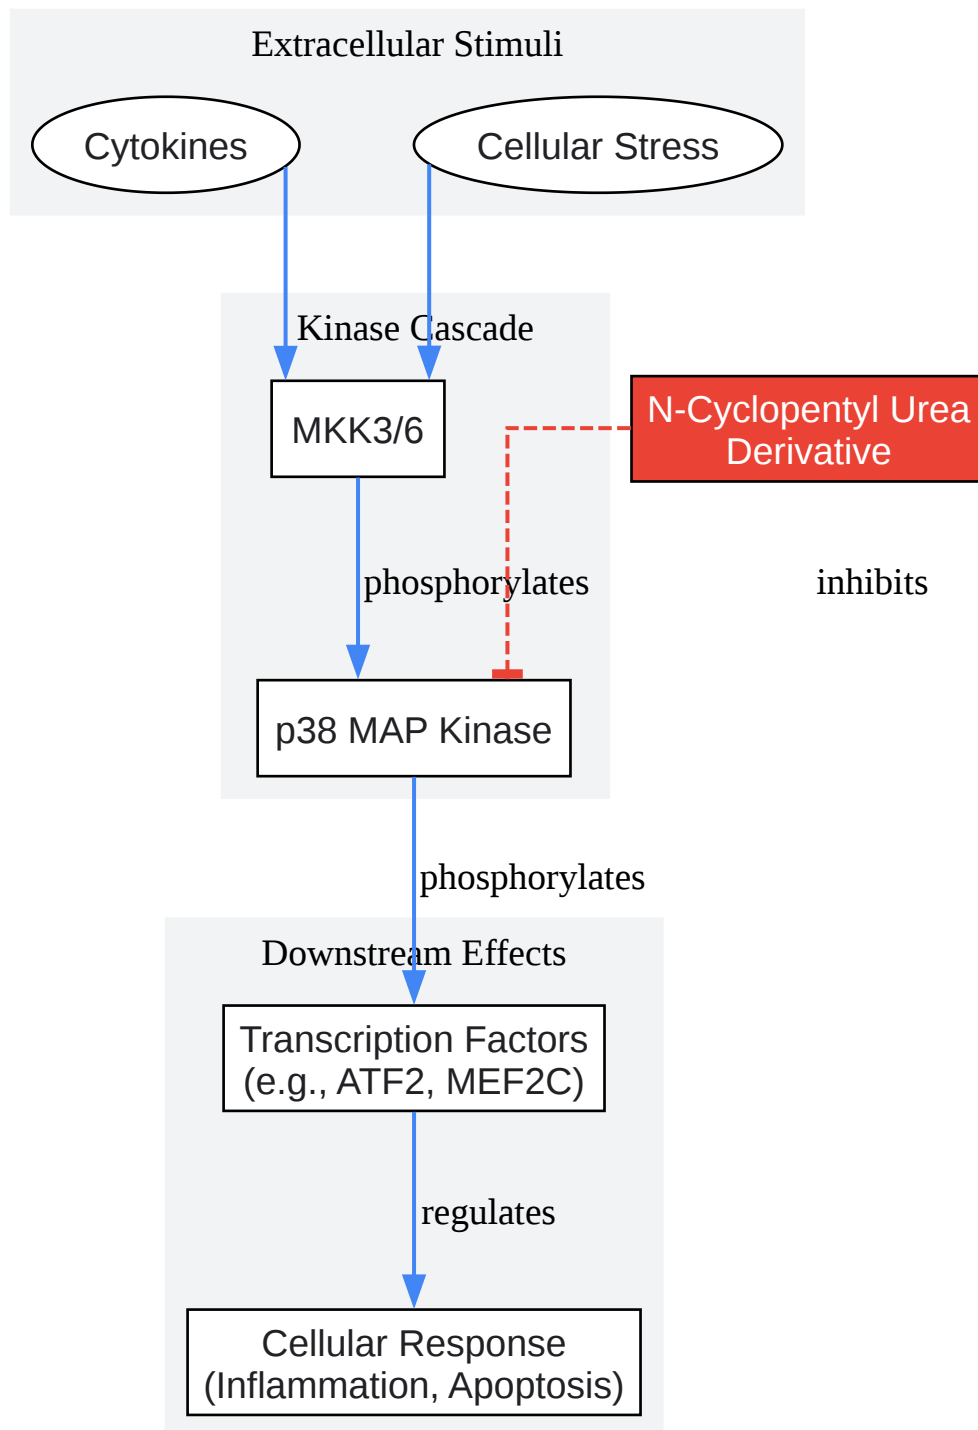 Extracellular Stimuli
Cytokines
Cellular Stress
Kinase Cascade
MKK3/6
N-Cyclopentyl Urea
Derivative
phosphorylates
inhibits
p38 MAP Kinase
phosphorylates
Downstream Effects
Transcription Factors
(e.g., ATF2, MEF2C)
regulates
Cellular Response
(Inflammation, Apoptosis)